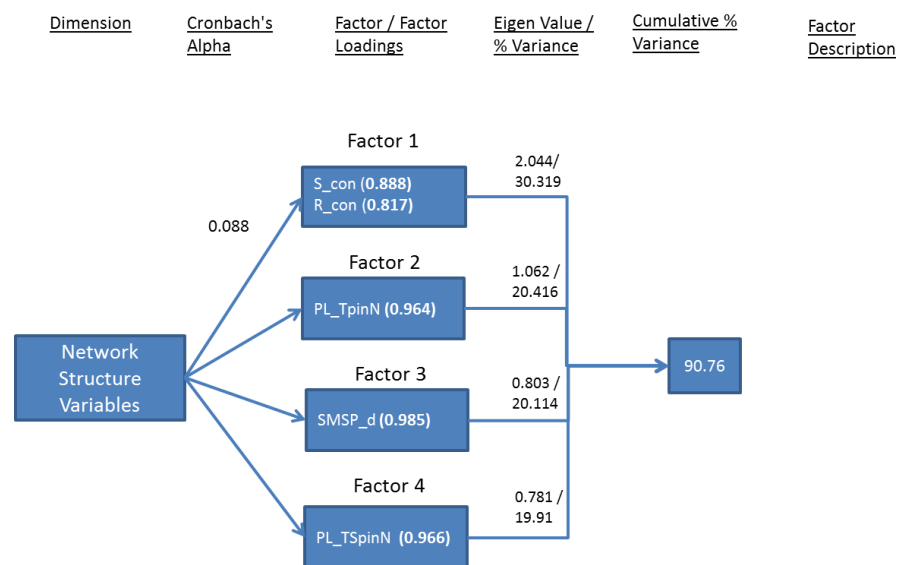 Dimension
Cronbach's
Alpha
Factor / Factor
Loadings
Eigen Value /
% Variance
Cumulative %
Variance
Factor
Description
Factor 1
S_con (0.888)
R_con (0.817)
2.044/
30.319
0.088
Factor 2
PL_TpinN (0.964)
1.062 /
20.416
Network
Structure
Variables
Factor 3
SMSP_d (0.985)
0.803 /
20.114
90.76
Factor 4
PL_TSpinN (0.966)
0.781 /
19.91